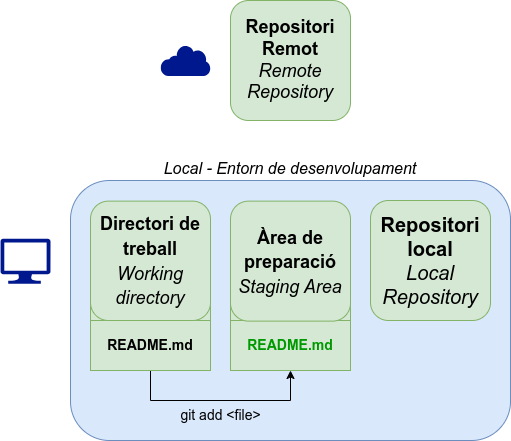 Repositori
Remot
Remote
Repository
Local - Entorn de desenvolupament
Directori de
treball
Working
directory
Àrea de
preparació
Staging Area
Repositori
local
Local
Repository
README.md
README.md
git add <file>